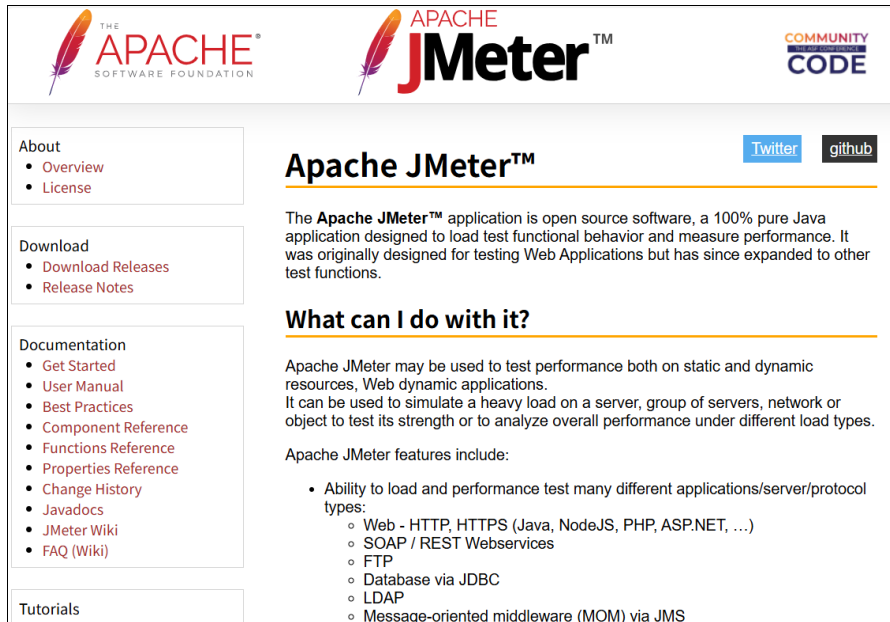 THE
APACHE®
SOFTWARE FOUNDATION
APACHE
JMeter™
COMMUNITY
THE ASF CONFERENCE
CODE
About
Overview
License
Download
Download Releases
Release Notes
Documentation
Get Started
User Manual
Best Practices
Component Reference
Functions Reference
Properties Reference
Change History
Javadocs
JMeter Wiki
FAQ (Wiki)
Tutorials
Twitter
github
Apache JMeter™
The Apache JMeter™ application is open source software, a 100% pure Java
application designed to load test functional behavior and measure performance. It
was originally designed for testing Web Applications but has since expanded to other
test functions.
What can I do with it?
Apache JMeter may be used to test performance both on static and dynamic
resources, Web dynamic applications.
It can be used to simulate a heavy load on a server, group of servers, network or
object to test its strength or to analyze overall performance under different load types.
Apache JMeter features include:
Ability to load and performance test many different applications/server/protocol
types:
Web - HTTP, HTTPS (Java, NodeJS, PHP, ASP.NET, …)
SOAP / REST Webservices
FTP
Database via JDBC
LDAP
Message-oriented middleware (MOM) via JMS